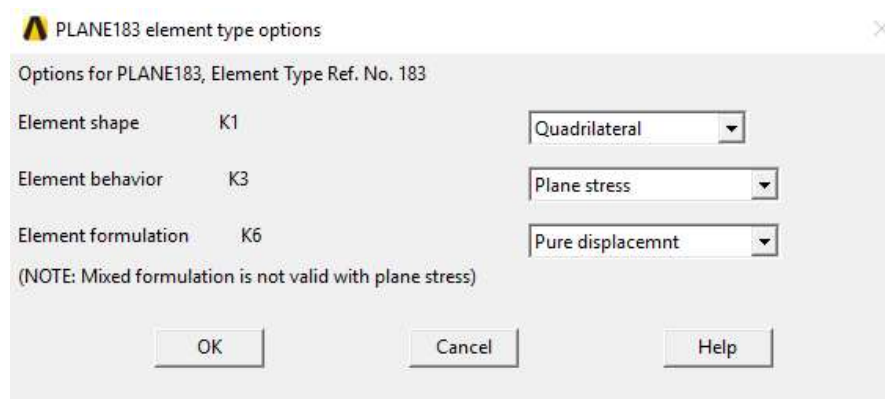 PLANE183 element type options
Options for PLANE183, Element Type Ref. No. 183
Element shape K1 Quadrilateral
Element behavior K3 Plane stress
Element formulation K6 Pure displacemnt
(NOTE: Mixed formulation is not valid with plane stress)
OK Cancel Help